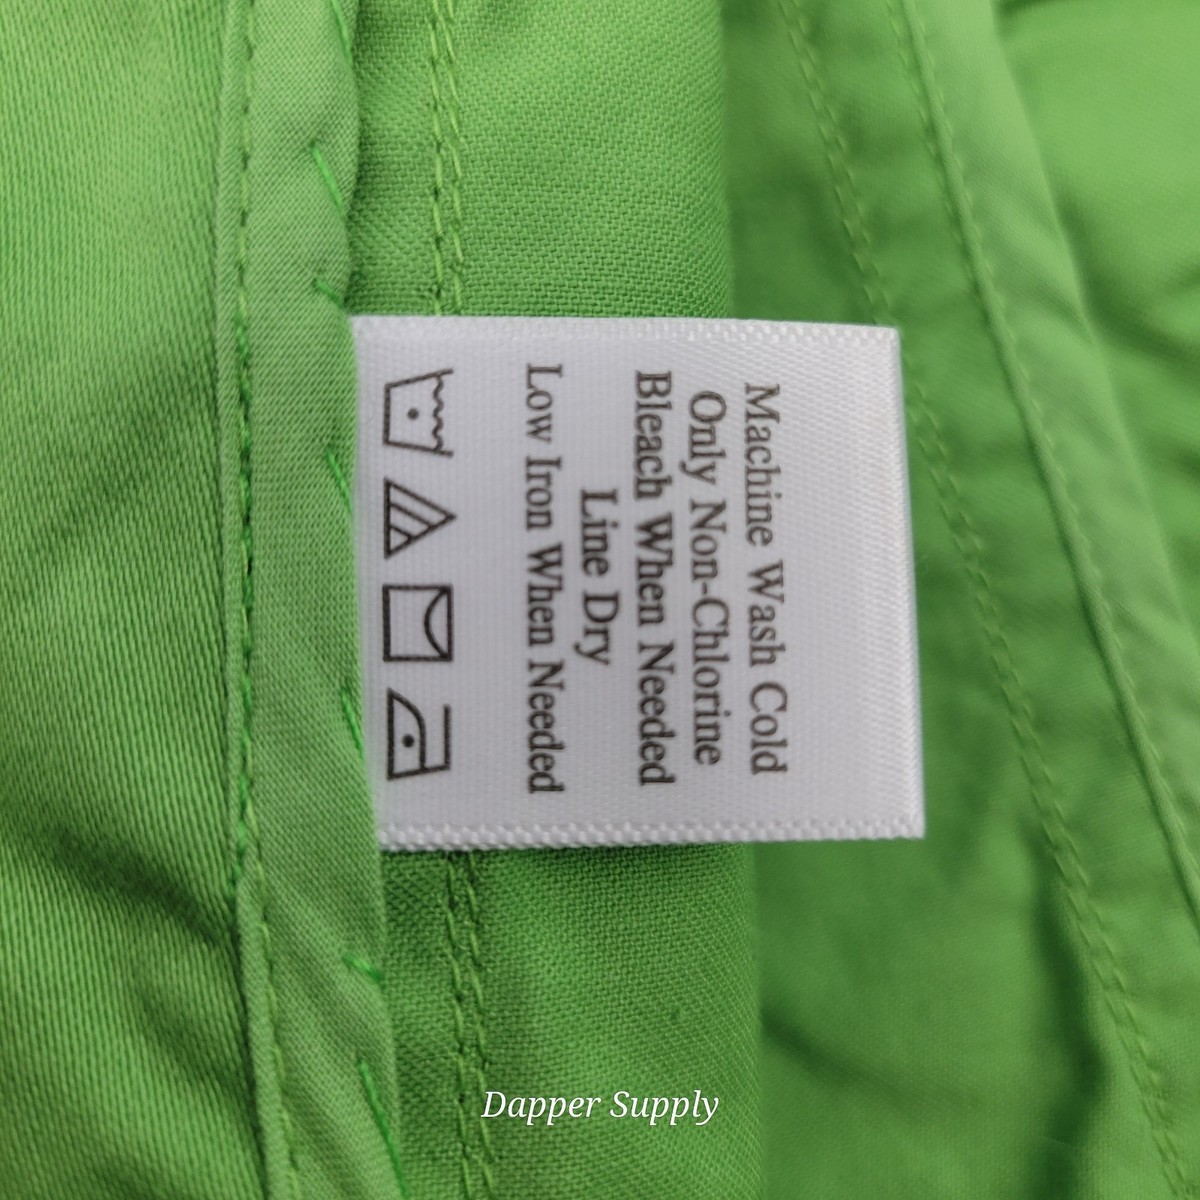 Machine Wash Cold
Only Non-Chlorine
Bleach When Needed
Line Dry
Low Iron When Needed
Dapper Supply